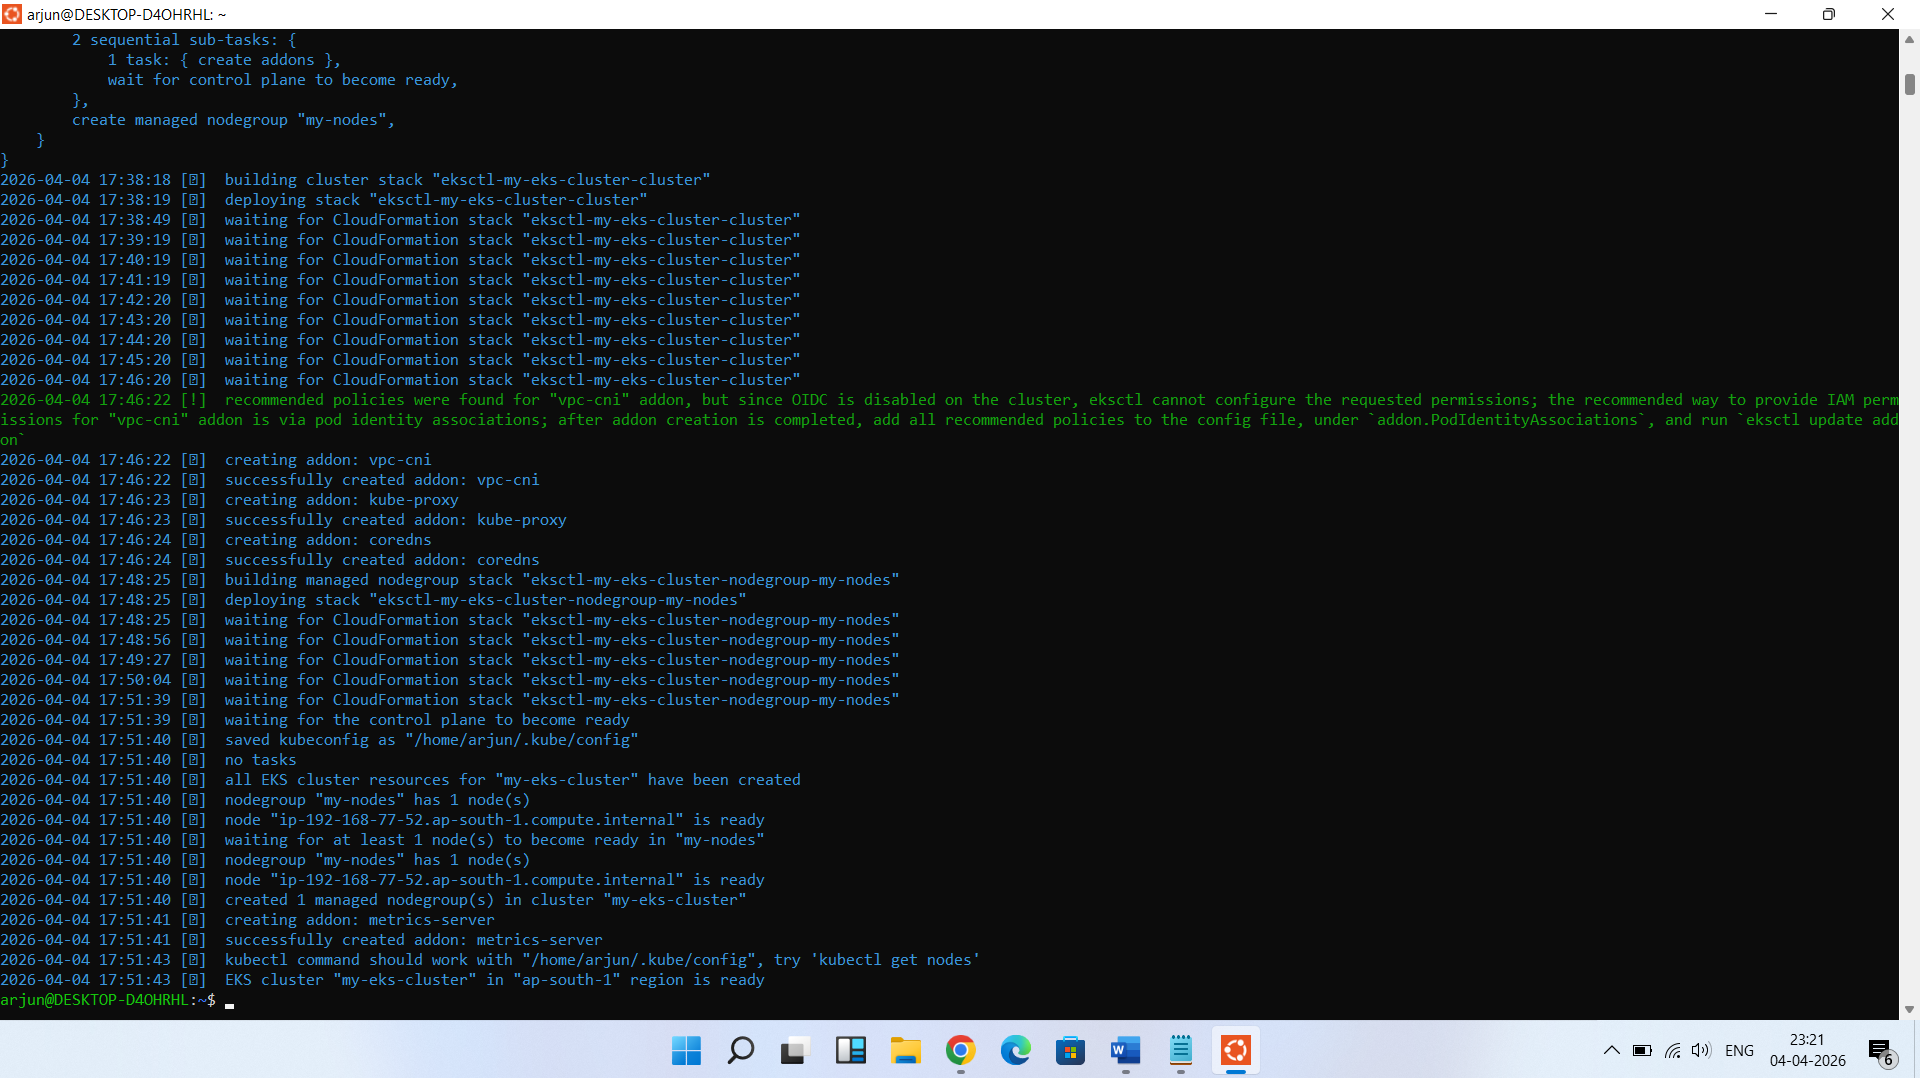 arjun@DESKTOP-D4OHRHL: ~
2 sequential sub-tasks: {
1 task: { create addons },
wait for control plane to become ready,
},
create managed nodegroup "my-nodes",
}
}
2026-04-04 17:38:18 [ℹ]  building cluster stack "eksctl-my-eks-cluster-cluster"
2026-04-04 17:38:19 [ℹ]  deploying stack "eksctl-my-eks-cluster-cluster"
2026-04-04 17:38:49 [ℹ]  waiting for CloudFormation stack "eksctl-my-eks-cluster-cluster"
2026-04-04 17:39:19 [ℹ]  waiting for CloudFormation stack "eksctl-my-eks-cluster-cluster"
2026-04-04 17:40:19 [ℹ]  waiting for CloudFormation stack "eksctl-my-eks-cluster-cluster"
2026-04-04 17:41:19 [ℹ]  waiting for CloudFormation stack "eksctl-my-eks-cluster-cluster"
2026-04-04 17:42:20 [ℹ]  waiting for CloudFormation stack "eksctl-my-eks-cluster-cluster"
2026-04-04 17:43:20 [ℹ]  waiting for CloudFormation stack "eksctl-my-eks-cluster-cluster"
2026-04-04 17:44:20 [ℹ]  waiting for CloudFormation stack "eksctl-my-eks-cluster-cluster"
2026-04-04 17:45:20 [ℹ]  waiting for CloudFormation stack "eksctl-my-eks-cluster-cluster"
2026-04-04 17:46:20 [ℹ]  waiting for CloudFormation stack "eksctl-my-eks-cluster-cluster"
2026-04-04 17:46:22 [!]  recommended policies were found for "vpc-cni" addon, but since OIDC is disabled on the cluster, eksctl cannot configure the requested permissions; the recommended way to provide IAM perm
issions for "vpc-cni" addon is via pod identity associations; after addon creation is completed, add all recommended policies to the config file, under `addon.PodIdentityAssociations`, and run `eksctl update add
on`
2026-04-04 17:46:22 [ℹ]  creating addon: vpc-cni
2026-04-04 17:46:22 [ℹ]  successfully created addon: vpc-cni
2026-04-04 17:46:23 [ℹ]  creating addon: kube-proxy
2026-04-04 17:46:23 [ℹ]  successfully created addon: kube-proxy
2026-04-04 17:46:24 [ℹ]  creating addon: coredns
2026-04-04 17:46:24 [ℹ]  successfully created addon: coredns
2026-04-04 17:48:25 [ℹ]  building managed nodegroup stack "eksctl-my-eks-cluster-nodegroup-my-nodes"
2026-04-04 17:48:25 [ℹ]  deploying stack "eksctl-my-eks-cluster-nodegroup-my-nodes"
2026-04-04 17:48:25 [ℹ]  waiting for CloudFormation stack "eksctl-my-eks-cluster-nodegroup-my-nodes"
2026-04-04 17:48:56 [ℹ]  waiting for CloudFormation stack "eksctl-my-eks-cluster-nodegroup-my-nodes"
2026-04-04 17:49:27 [ℹ]  waiting for CloudFormation stack "eksctl-my-eks-cluster-nodegroup-my-nodes"
2026-04-04 17:50:04 [ℹ]  waiting for CloudFormation stack "eksctl-my-eks-cluster-nodegroup-my-nodes"
2026-04-04 17:51:39 [ℹ]  waiting for CloudFormation stack "eksctl-my-eks-cluster-nodegroup-my-nodes"
2026-04-04 17:51:39 [ℹ]  waiting for the control plane to become ready
2026-04-04 17:51:40 [ℹ]  saved kubeconfig as "/home/arjun/.kube/config"
2026-04-04 17:51:40 [ℹ]  no tasks
2026-04-04 17:51:40 [ℹ]  all EKS cluster resources for "my-eks-cluster" have been created
2026-04-04 17:51:40 [ℹ]  nodegroup "my-nodes" has 1 node(s)
2026-04-04 17:51:40 [ℹ]  node "ip-192-168-77-52.ap-south-1.compute.internal" is ready
2026-04-04 17:51:40 [ℹ]  waiting for at least 1 node(s) to become ready in "my-nodes"
2026-04-04 17:51:40 [ℹ]  nodegroup "my-nodes" has 1 node(s)
2026-04-04 17:51:40 [ℹ]  node "ip-192-168-77-52.ap-south-1.compute.internal" is ready
2026-04-04 17:51:40 [ℹ]  created 1 managed nodegroup(s) in cluster "my-eks-cluster"
2026-04-04 17:51:41 [ℹ]  creating addon: metrics-server
2026-04-04 17:51:41 [ℹ]  successfully created addon: metrics-server
2026-04-04 17:51:43 [ℹ]  kubectl command should work with "/home/arjun/.kube/config", try 'kubectl get nodes'
2026-04-04 17:51:43 [ℹ]  EKS cluster "my-eks-cluster" in "ap-south-1" region is ready
arjun@DESKTOP-D4OHRHL:~$
W
ENG
23:21
04-04-2026
6